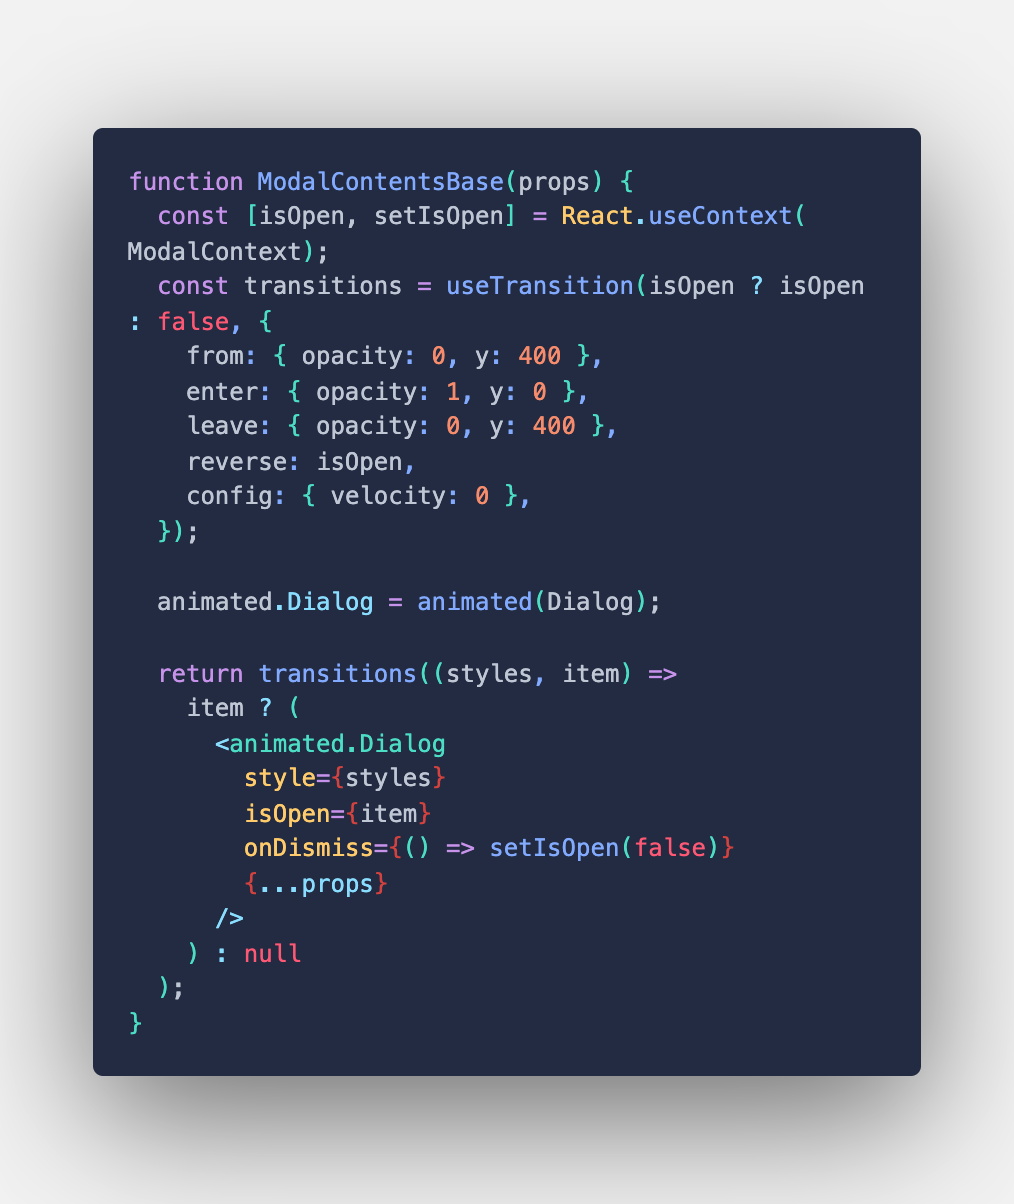 function ModalContentsBase(props) {
  const [isOpen, setIsOpen] = React.useContext(
ModalContext);
  const transitions = useTransition(isOpen ? isOpen
: false, {
    from: { opacity: 0, y: 400 },
    enter: { opacity: 1, y: 0 },
    leave: { opacity: 0, y: 400 },
    reverse: isOpen,
    config: { velocity: 0 },
  });

  animated.Dialog = animated(Dialog);

  return transitions((styles, item) =>
    item ? (
      <animated.Dialog
        style={styles}
        isOpen={item}
        onDismiss={() => setIsOpen(false)}
        {...props}
      />
    ) : null
  );
}